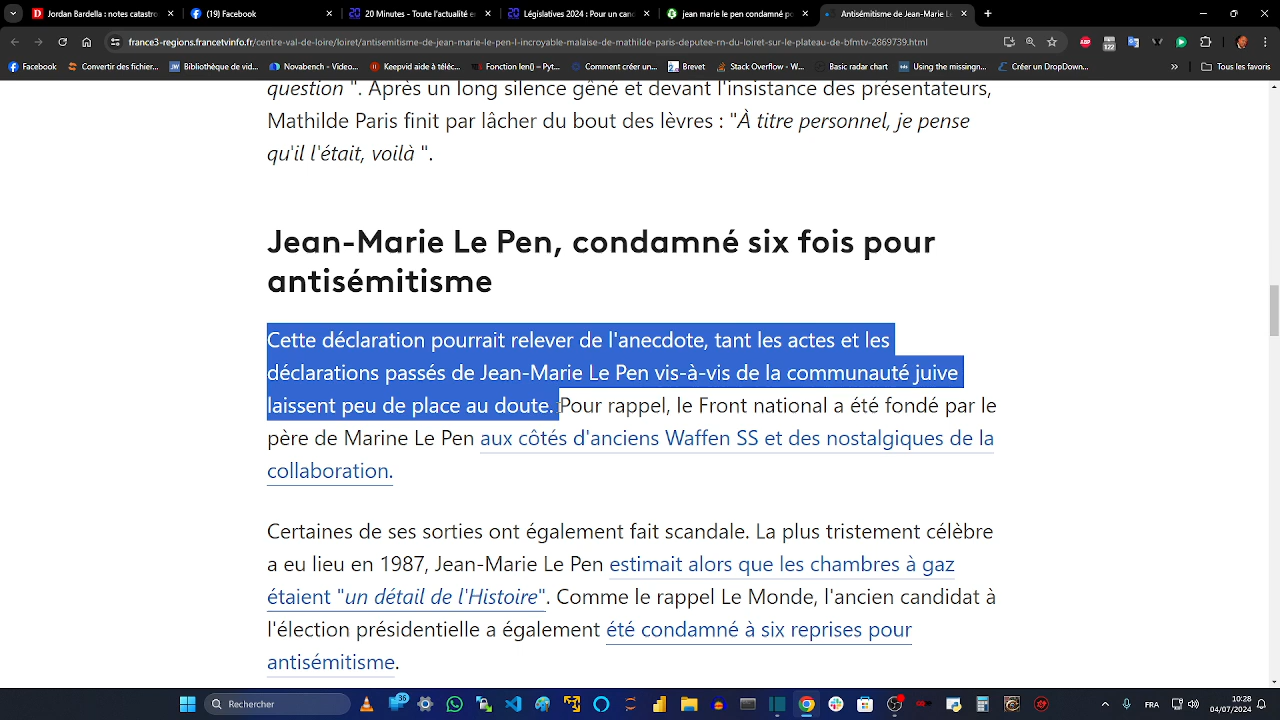 Jordan Bardella : notes catastro
(19) Facebook
20 Minutes - Toute l'actualité e
Législatives 2024 : Pour un can
jean marie le pen condamné po
Antisémitisme de Jean-Marie L
france3-regions.francetvinfo.fr/centre-val-de-loire/loiret/antisemitisme-de-jean-marie-le-pen-l-incroyable-malaise-de-mathilde-paris-deputee-rn-du-loiret-sur-le-plateau-de-bfmtv-2869739.html
Facebook
Convertir des fichier...
Bibliothèque de vid...
Novabench - Video...
Keepvid aide à téléc...
Fonction len() – Pyt...
Comment créer un...
Brevet
Stack Overflow - W...
Basic radar chart
Using the missingn...
Créer un DropDown...
Tous les favoris
question ". Après un long silence gêné et devant l'insistance des présentateurs,
Mathilde Paris finit par lâcher du bout des lèvres : "À titre personnel, je pense
qu'il l'était, voilà ".
Jean-Marie Le Pen, condamné six fois pour
antisémitisme
Cette déclaration pourrait relever de l'anecdote, tant les actes et les
déclarations passés de Jean-Marie Le Pen vis-à-vis de la communauté juive
laissent peu de place au doute. Pour rappel, le Front national a été fondé par le
père de Marine Le Pen aux côtés d'anciens Waffen SS et des nostalgiques de la
collaboration.
Certaines de ses sorties ont également fait scandale. La plus tristement célèbre
a eu lieu en 1987, Jean-Marie Le Pen estimait alors que les chambres à gaz
étaient "un détail de l'Histoire". Comme le rappel Le Monde, l'ancien candidat à
l'élection présidentielle a également été condamné à six reprises pour
antisémitisme.
Rechercher
FRA
10:28
04/07/2024